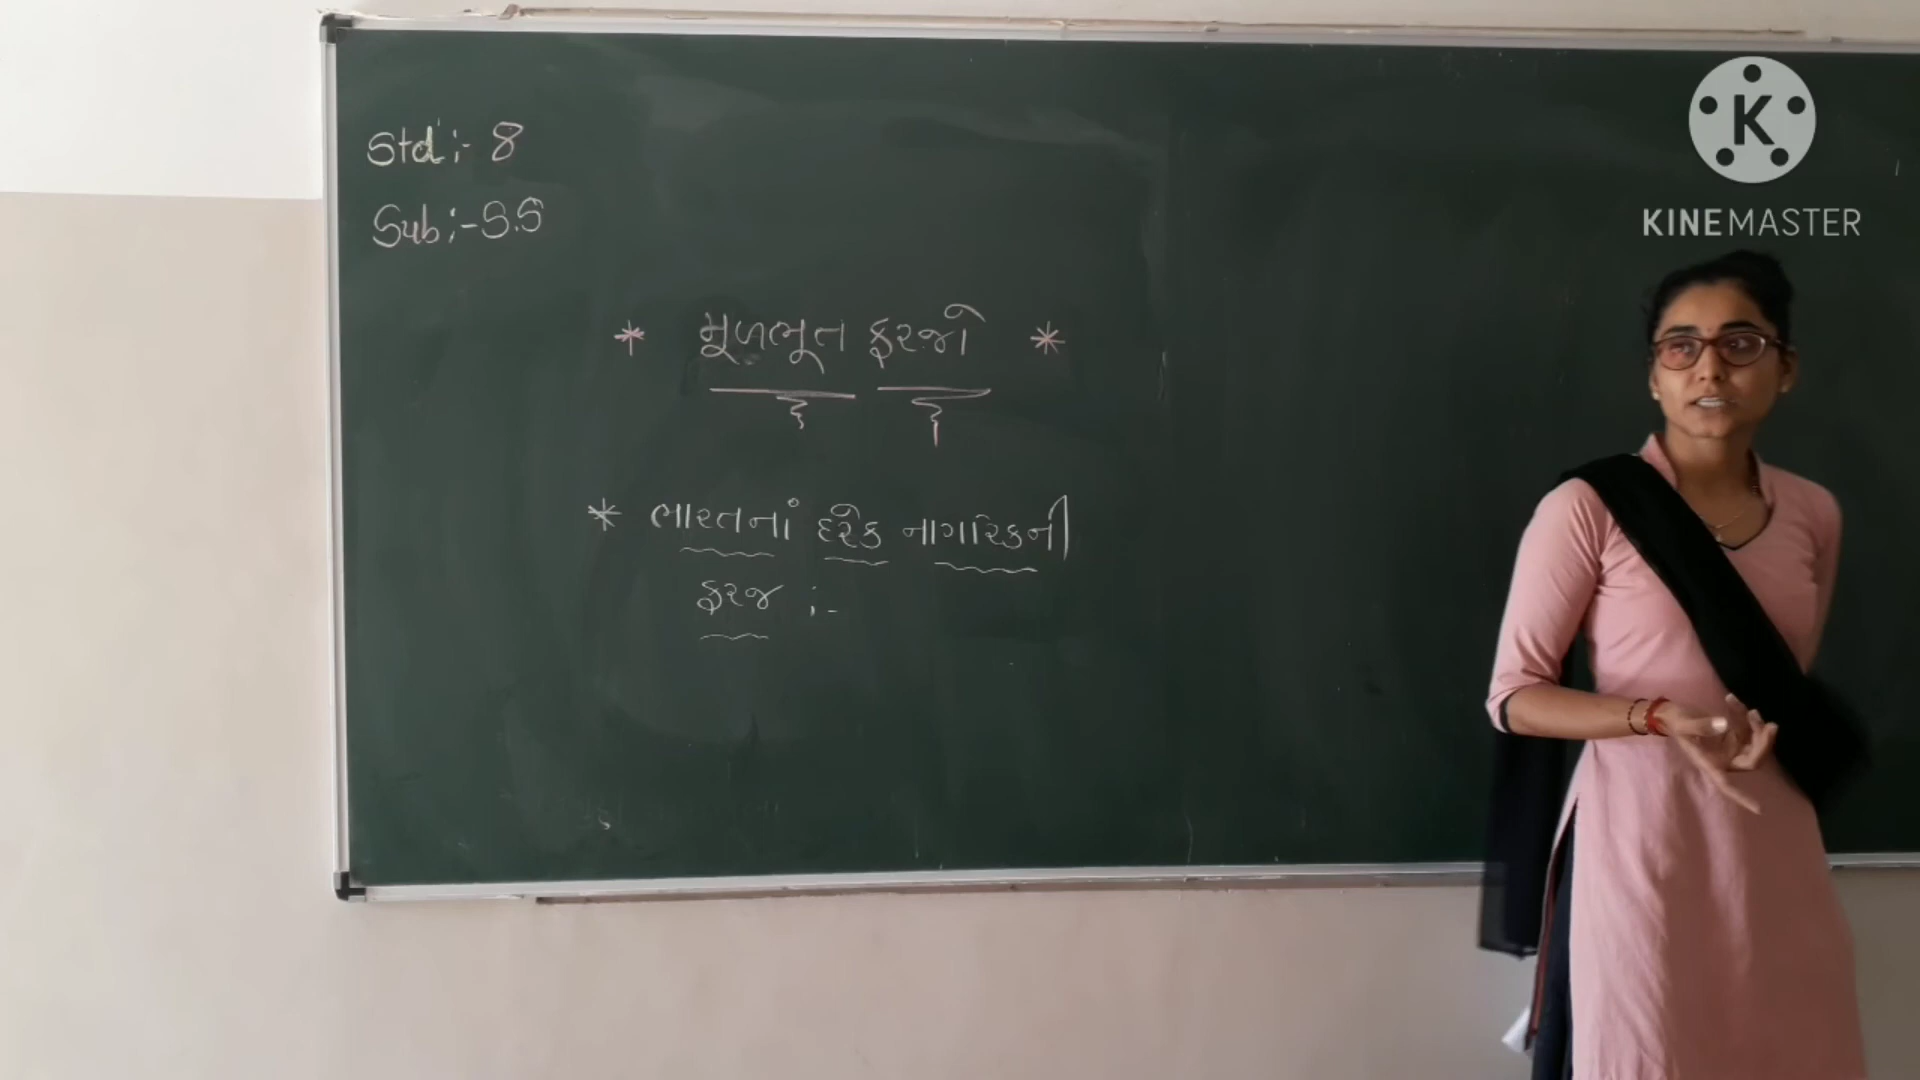 Std :- 8
Sub :- S.S
* મૂળભૂત ફરજો *
* ભારતનાં દરેક નાગરિકની
ફરજ :-
K
KINEMASTER